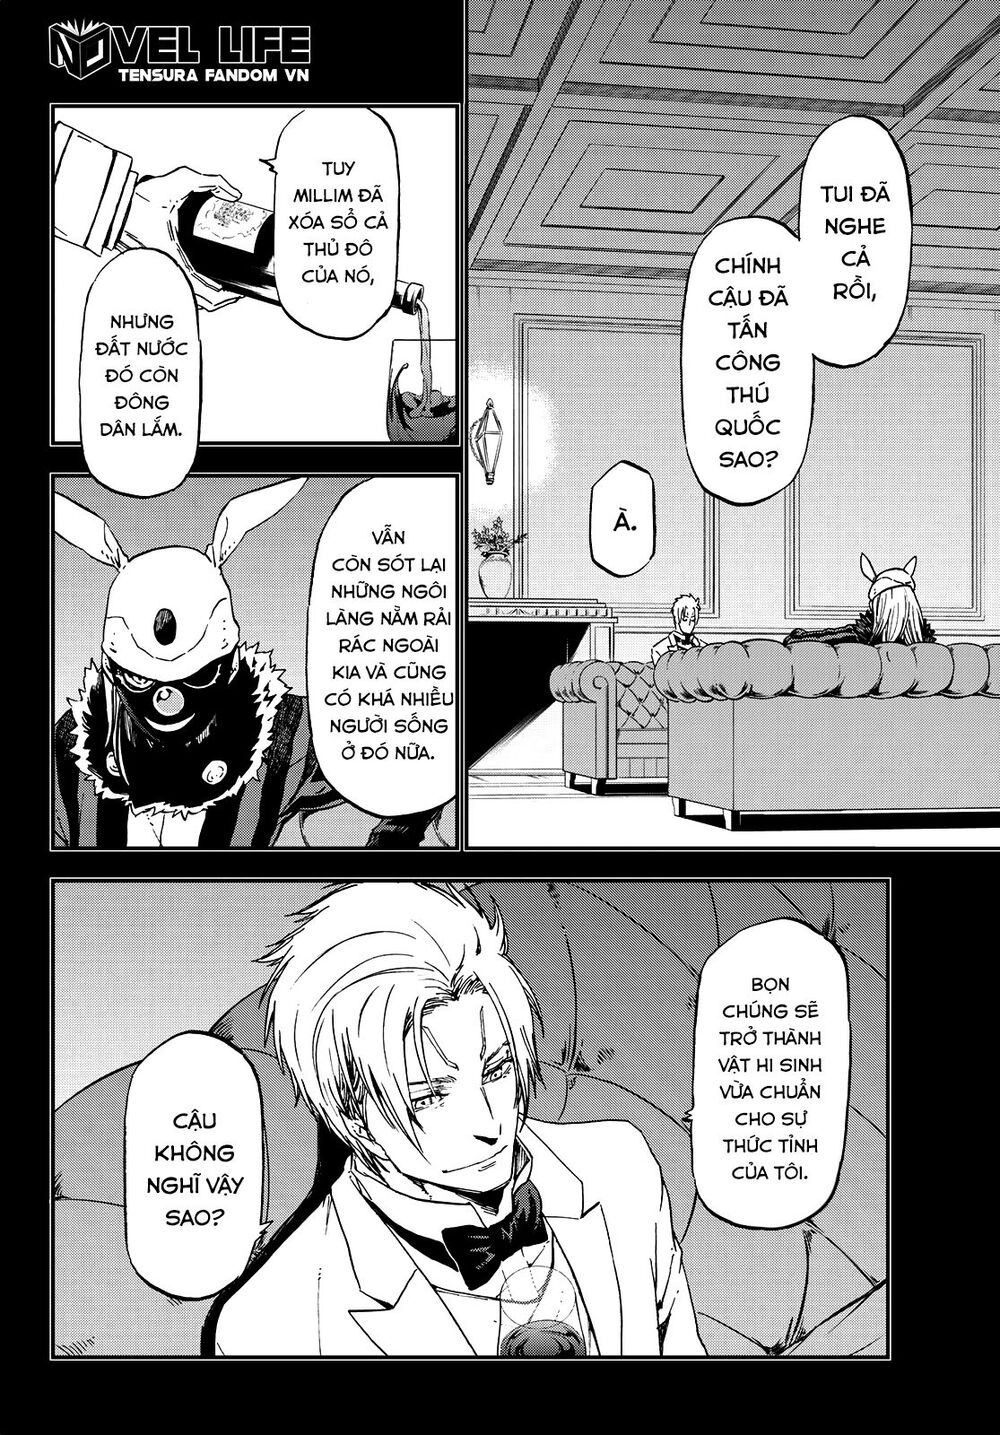 NOVEL LIFE
TENSURA FANDOM VN
TUI ĐÃ
NGHE
CẢ
RỒI,
CHÍNH
CẬU ĐÃ
TẤN
CÔNG
THÚ
QUỐC
SAO?
À.
TUY
MILLIM ĐÃ
XÓA SỔ CẢ
THỦ ĐÔ
CỦA NÓ,
NHƯNG
ĐẤT NƯỚC
ĐÓ CÒN
ĐÔNG
DÂN LẮM.
VẪN
CÒN SÓT LẠI
NHỮNG NGÔI
LÀNG NẰM RẢI
RÁC NGOÀI
KIA VÀ CŨNG
CÓ KHÁ NHIỀU
NGƯỜI SỐNG
Ở ĐÓ NỮA.
BỌN
CHÚNG SẼ
TRỞ THÀNH
VẬT HI SINH
VỪA CHUẨN
CHO SỰ
THỨC TỈNH
CỦA TÔI.
CẬU
KHÔNG
NGHĨ VẬY
SAO?